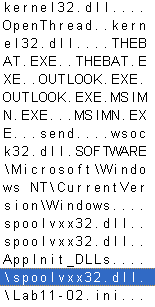 kernel32.dll....
OpenThread..kern
el32.dll....THEB
AT.EXE..THEBAT.E
XE..OUTLOOK.EXE.
OUTLOOK.EXE.MSIM
N.EXE...MSIMN.EX
E...send....wsoc
k32.dll.SOFTWARE
\Microsoft\Windo
ws NT\CurrentVer
sion\Windows....
spoolvxx32.dll..
spoolvxx32.dll..
AppInit_DLLs....
\spoolvxx32.dll.
\Lab11-02.ini...